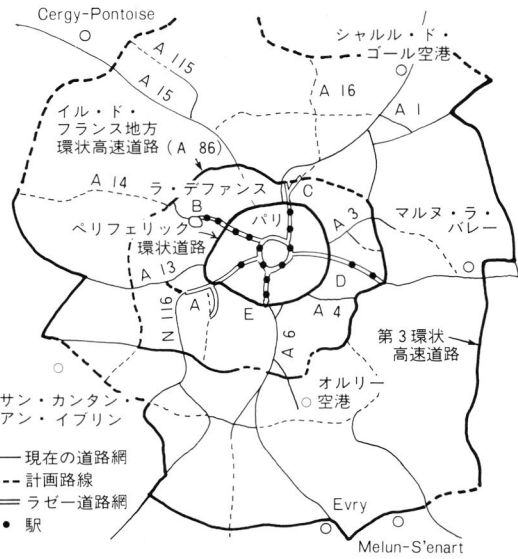 Cergy-Pontoise
シャルル・ド・
ゴール空港
A 115
A 15
A 16
A 1
イル・ド・
フランス地方
環状高速道路(A 86)
A 14
ラ・デファンス
C
B
パリ
A 3
マルヌ・ラ・
バレー
ペリフェリック
環状道路
A 13
D
A
E
A 4
N 116
A 6
第3環状
高速道路
オルリー
空港
サン・カンタン
アン・イブリン
現在の道路網
計画路線
ラゼー道路網
駅
Evry
Melun-S'enart